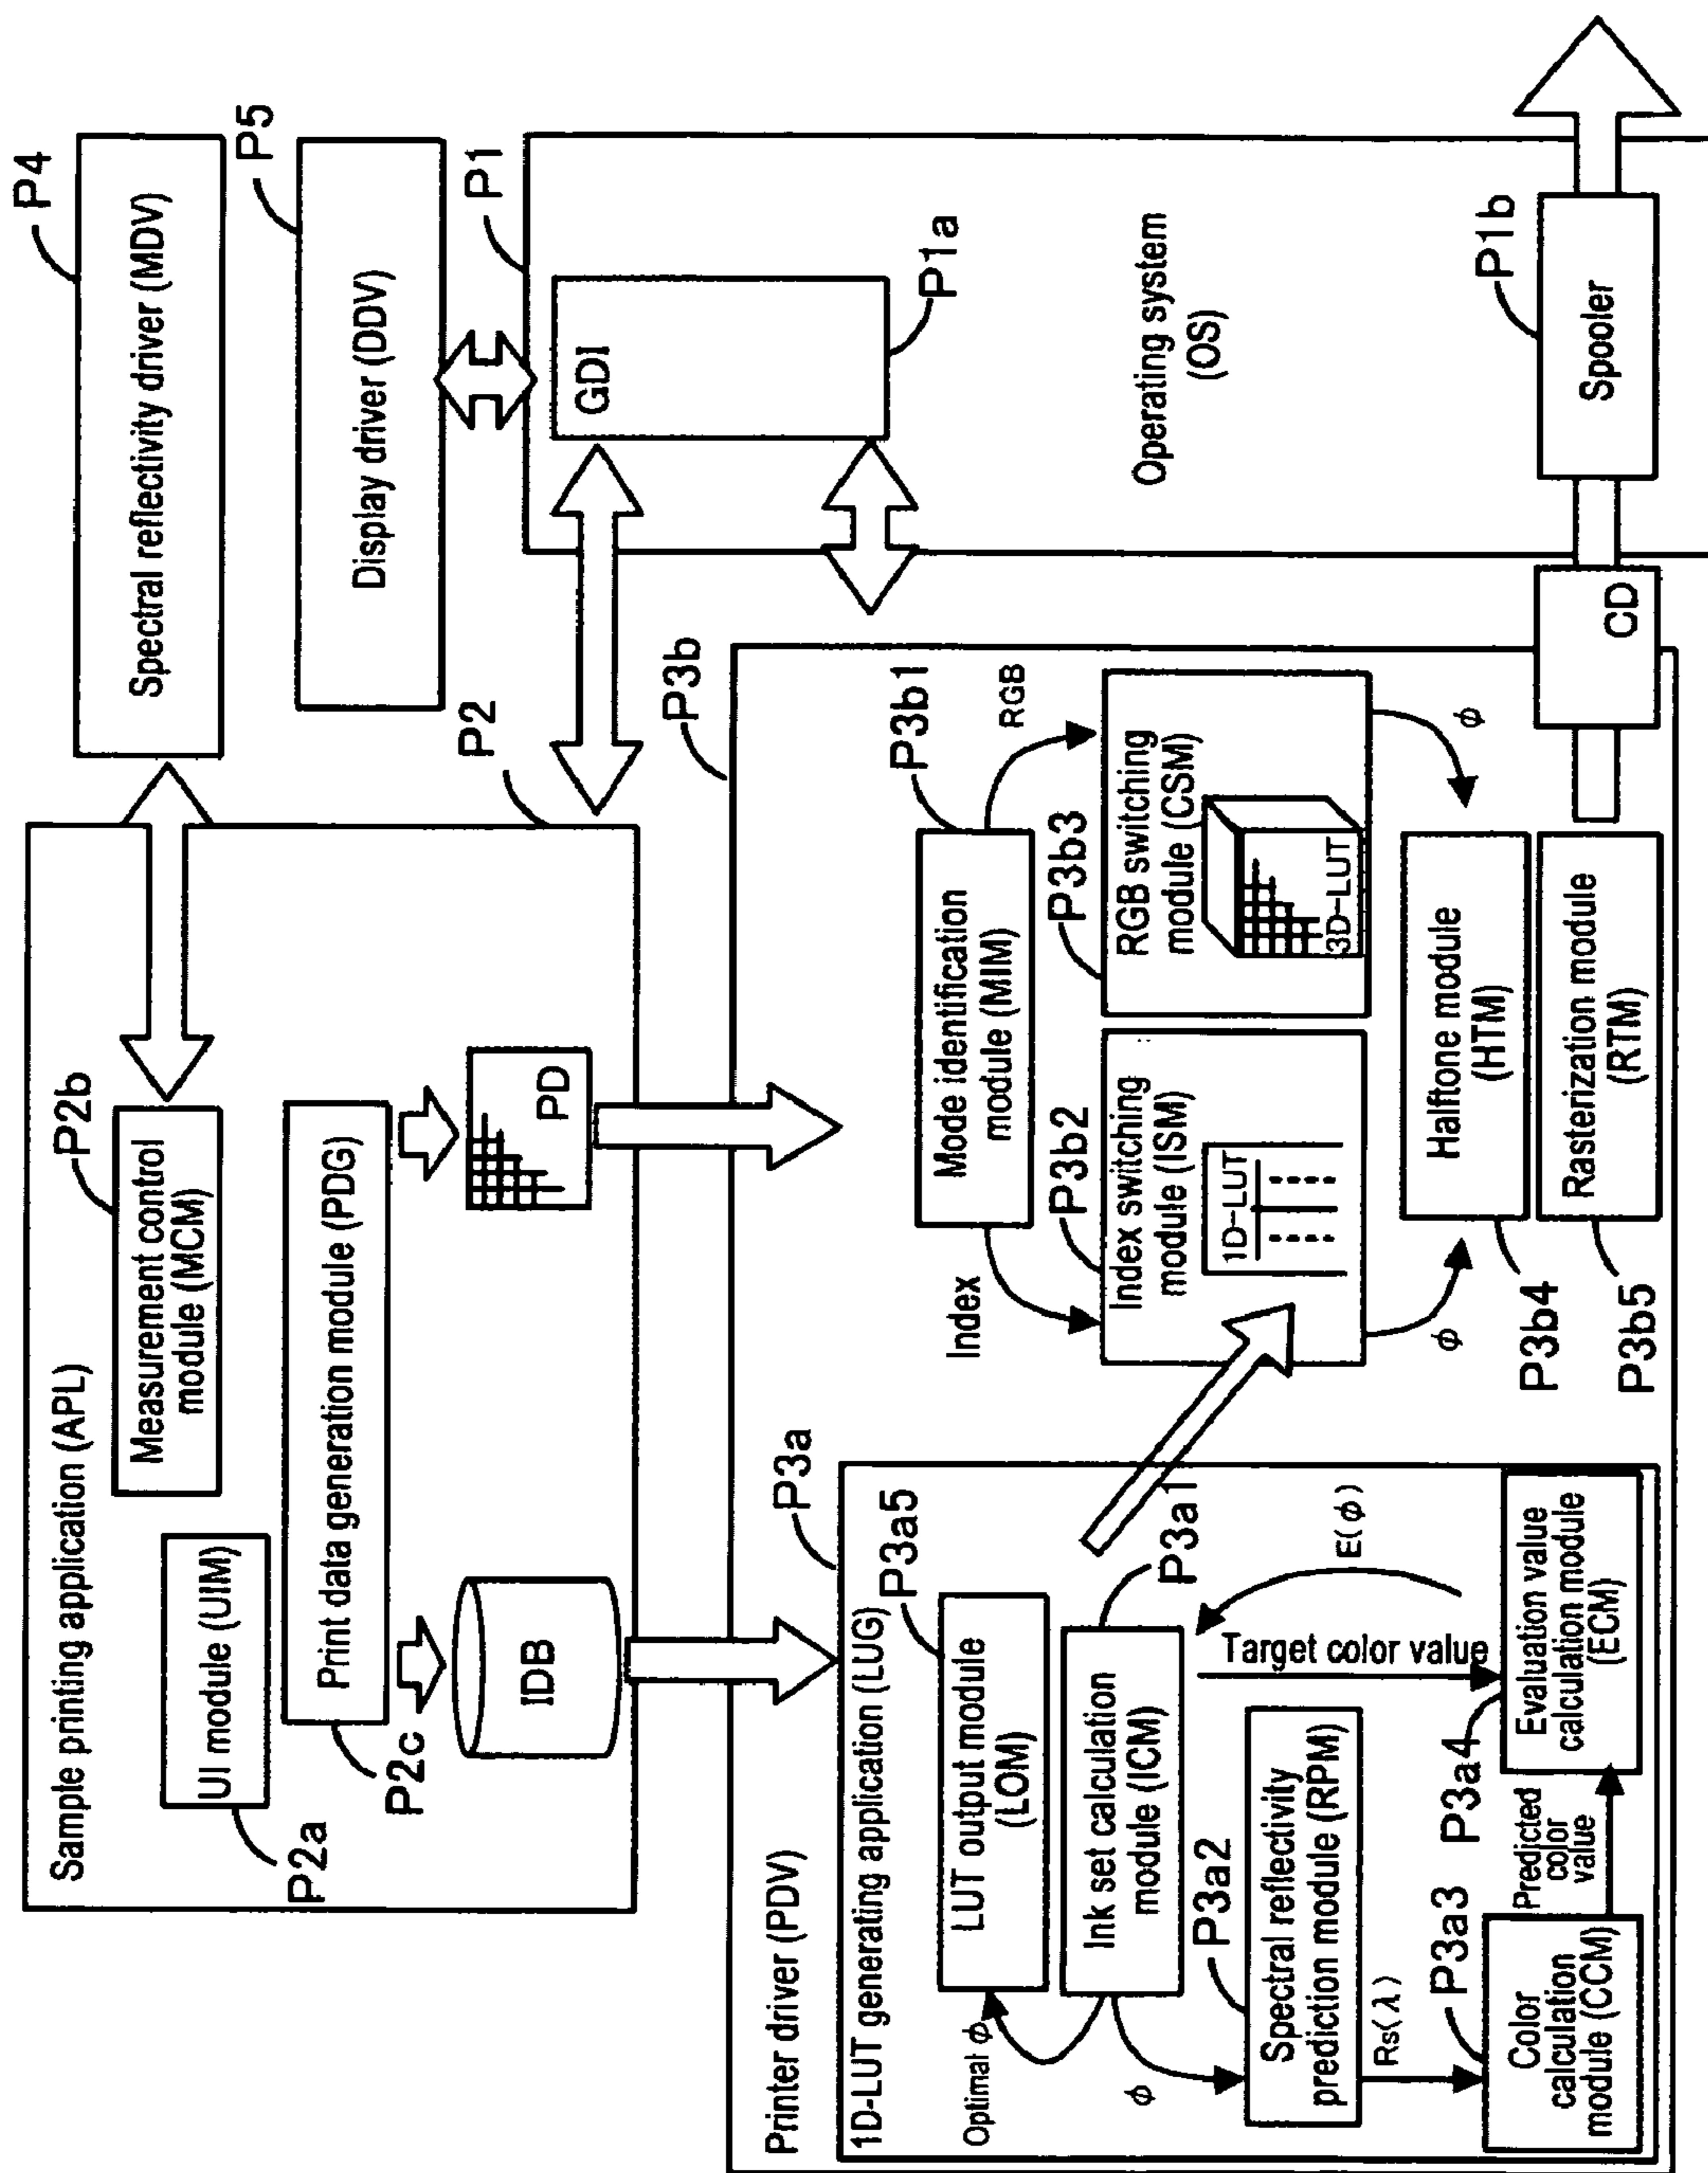 Sample printing application (APL)
UI module (UIM)
P2a
Measurement control
module (MCM)
P2b
Print data generation module (PDG)
P2c
IDB
PD
P2
Spectral reflectivity driver (MDV)
P4
Display driver (DDV)
P5
P1
GDI
P1a
Operating system
(OS)
Spooler
P1b
Printer driver (PDV)
P3b
1D-LUT generating application (LUG)
P3a
LUT output module
(LOM)
P3a5
Optimal ϕ
Ink set calculation
module (ICM)
P3a1
ϕ
Spectral reflectivity
prediction module (RPM)
P3a2
Target color value
E(ϕ)
Rs(λ)
Color
calculation
module (CCM)
P3a3
Predicted
color
value
Evaluation value
calculation module
(ECM)
P3a4
Mode identification
module (MIM)
P3b1
Index
RGB
Index switching
module (ISM)
1D-LUT
P3b2
RGB switching
module (CSM)
3D-LUT
P3b3
ϕ
ϕ
Halftone module
(HTM)
P3b4
Rasterization module
(RTM)
P3b5
CD